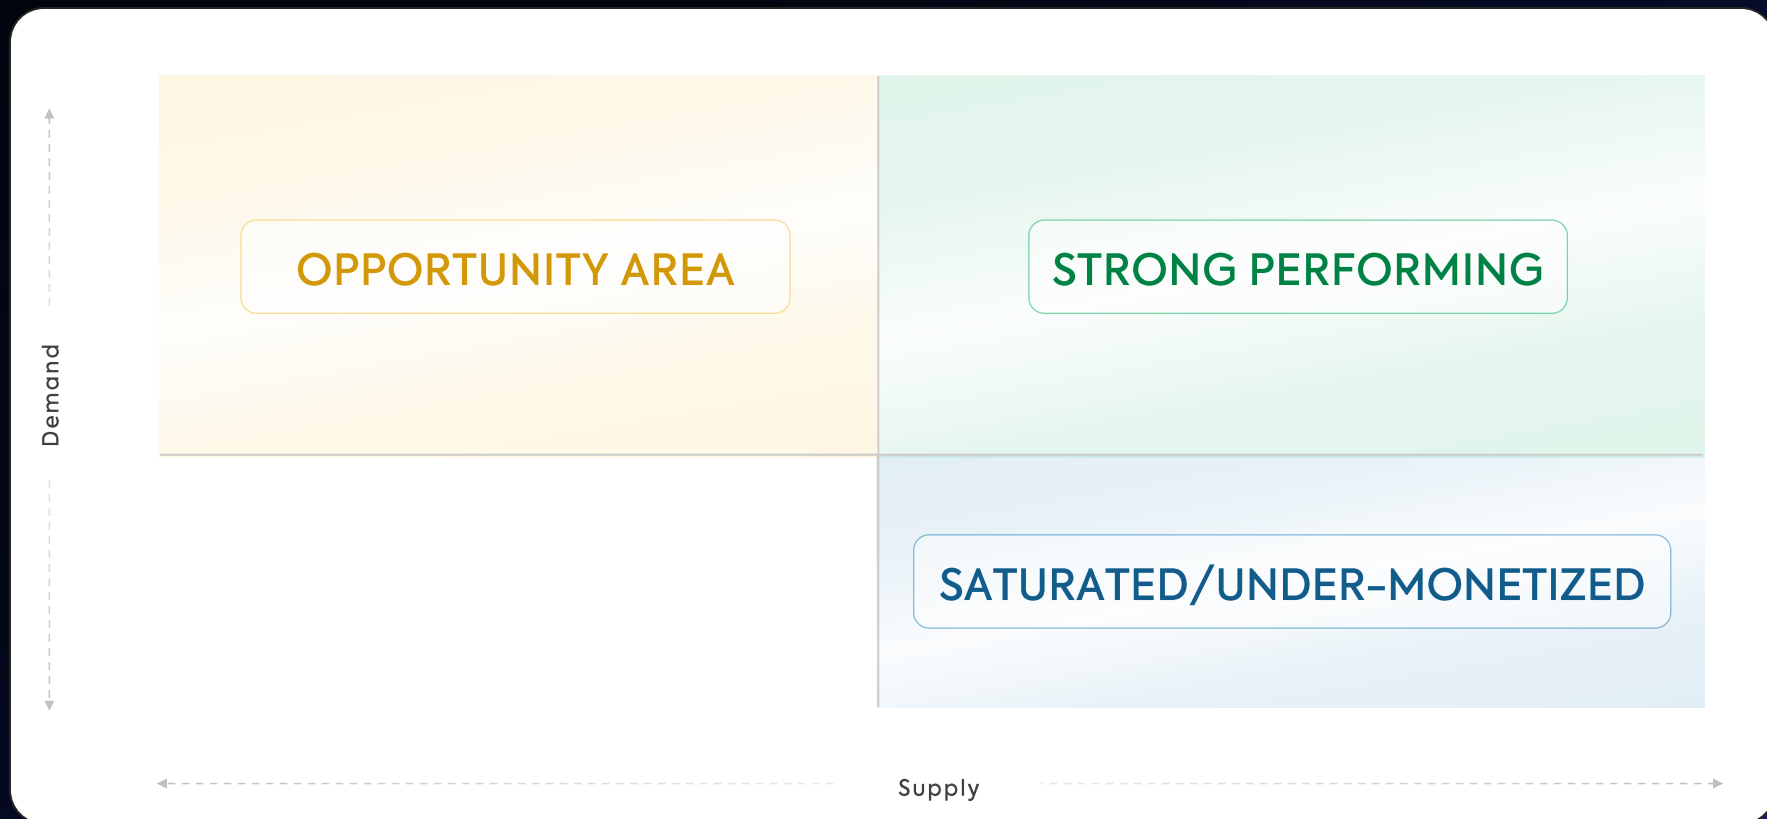 OPPORTUNITY AREA
STRONG PERFORMING
Demand
SATURATED/UNDER-MONETIZED
Supply